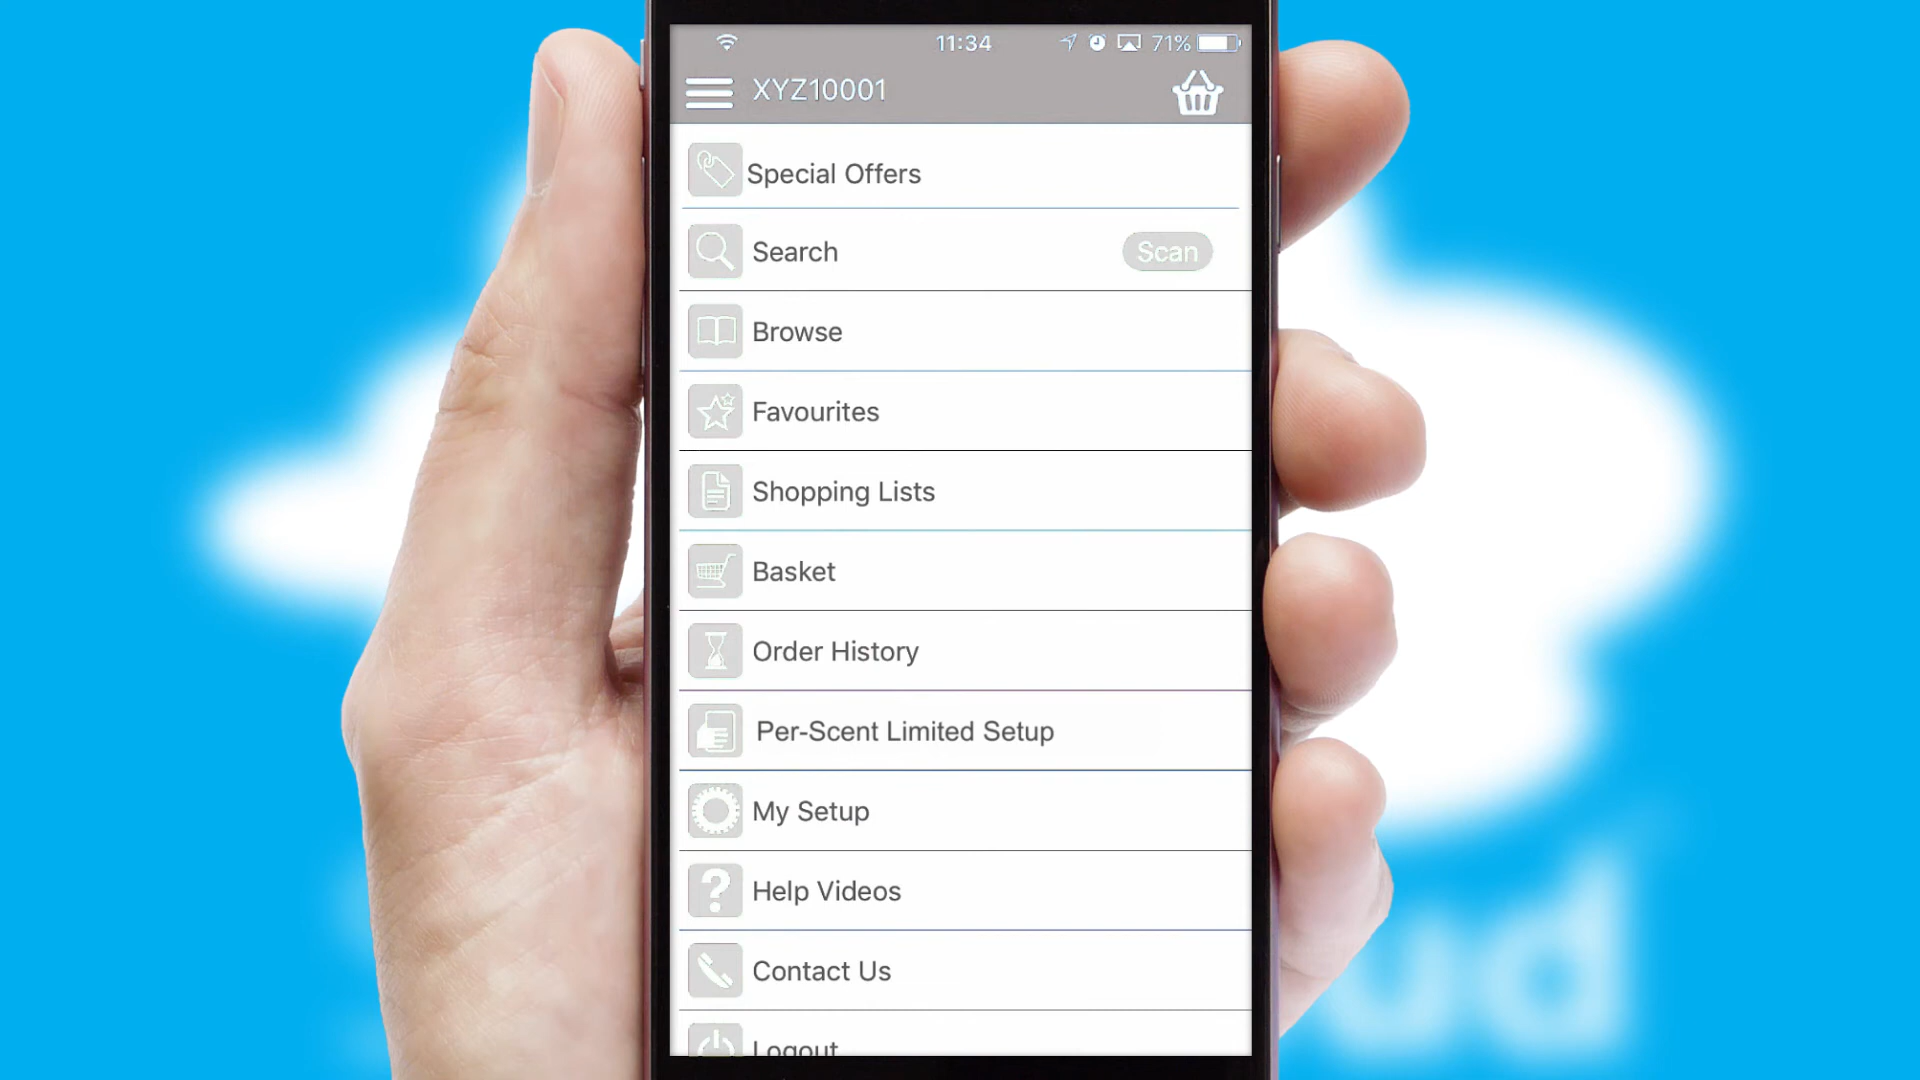 11:34
71%
XYZ10001
Special Offers
Search
Scan
Browse
Favourites
Shopping Lists
Basket
Order History
Per-Scent Limited Setup
My Setup
Help Videos
Contact Us
Logout